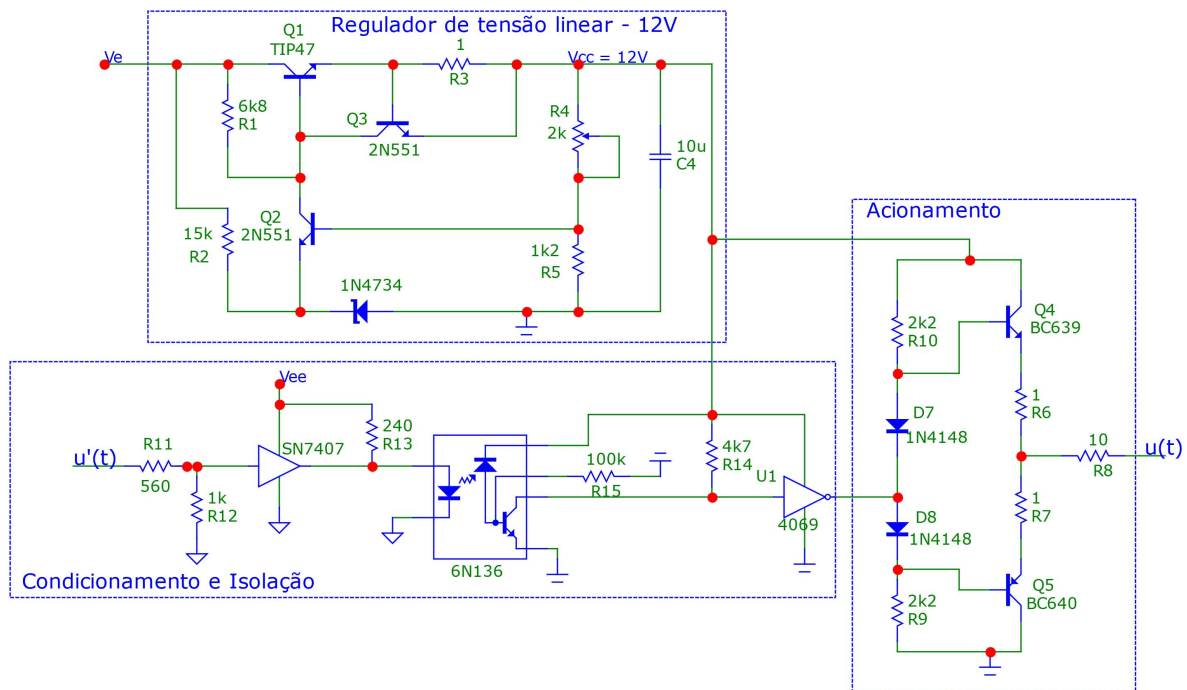 Regulador de tensão linear - 12V
Q1
TIP47
Ve
1
R3
Vcc = 12V
6k8
R1
Q3
2N551
R4
2k
10u
C4
Q2
2N551
15k
R2
1k2
R5
1N4734
Acionamento
2k2
R10
Q4
BC639
D7
1N4148
1
R6
10
R8
u(t)
1
R7
D8
1N4148
2k2
R9
Q5
BC640
Vee
u'(t)
R11
560
SN7407
240
R13
1k
R12
6N136
100k
R15
4k7
R14
U1
4069
Condicionamento e Isolação